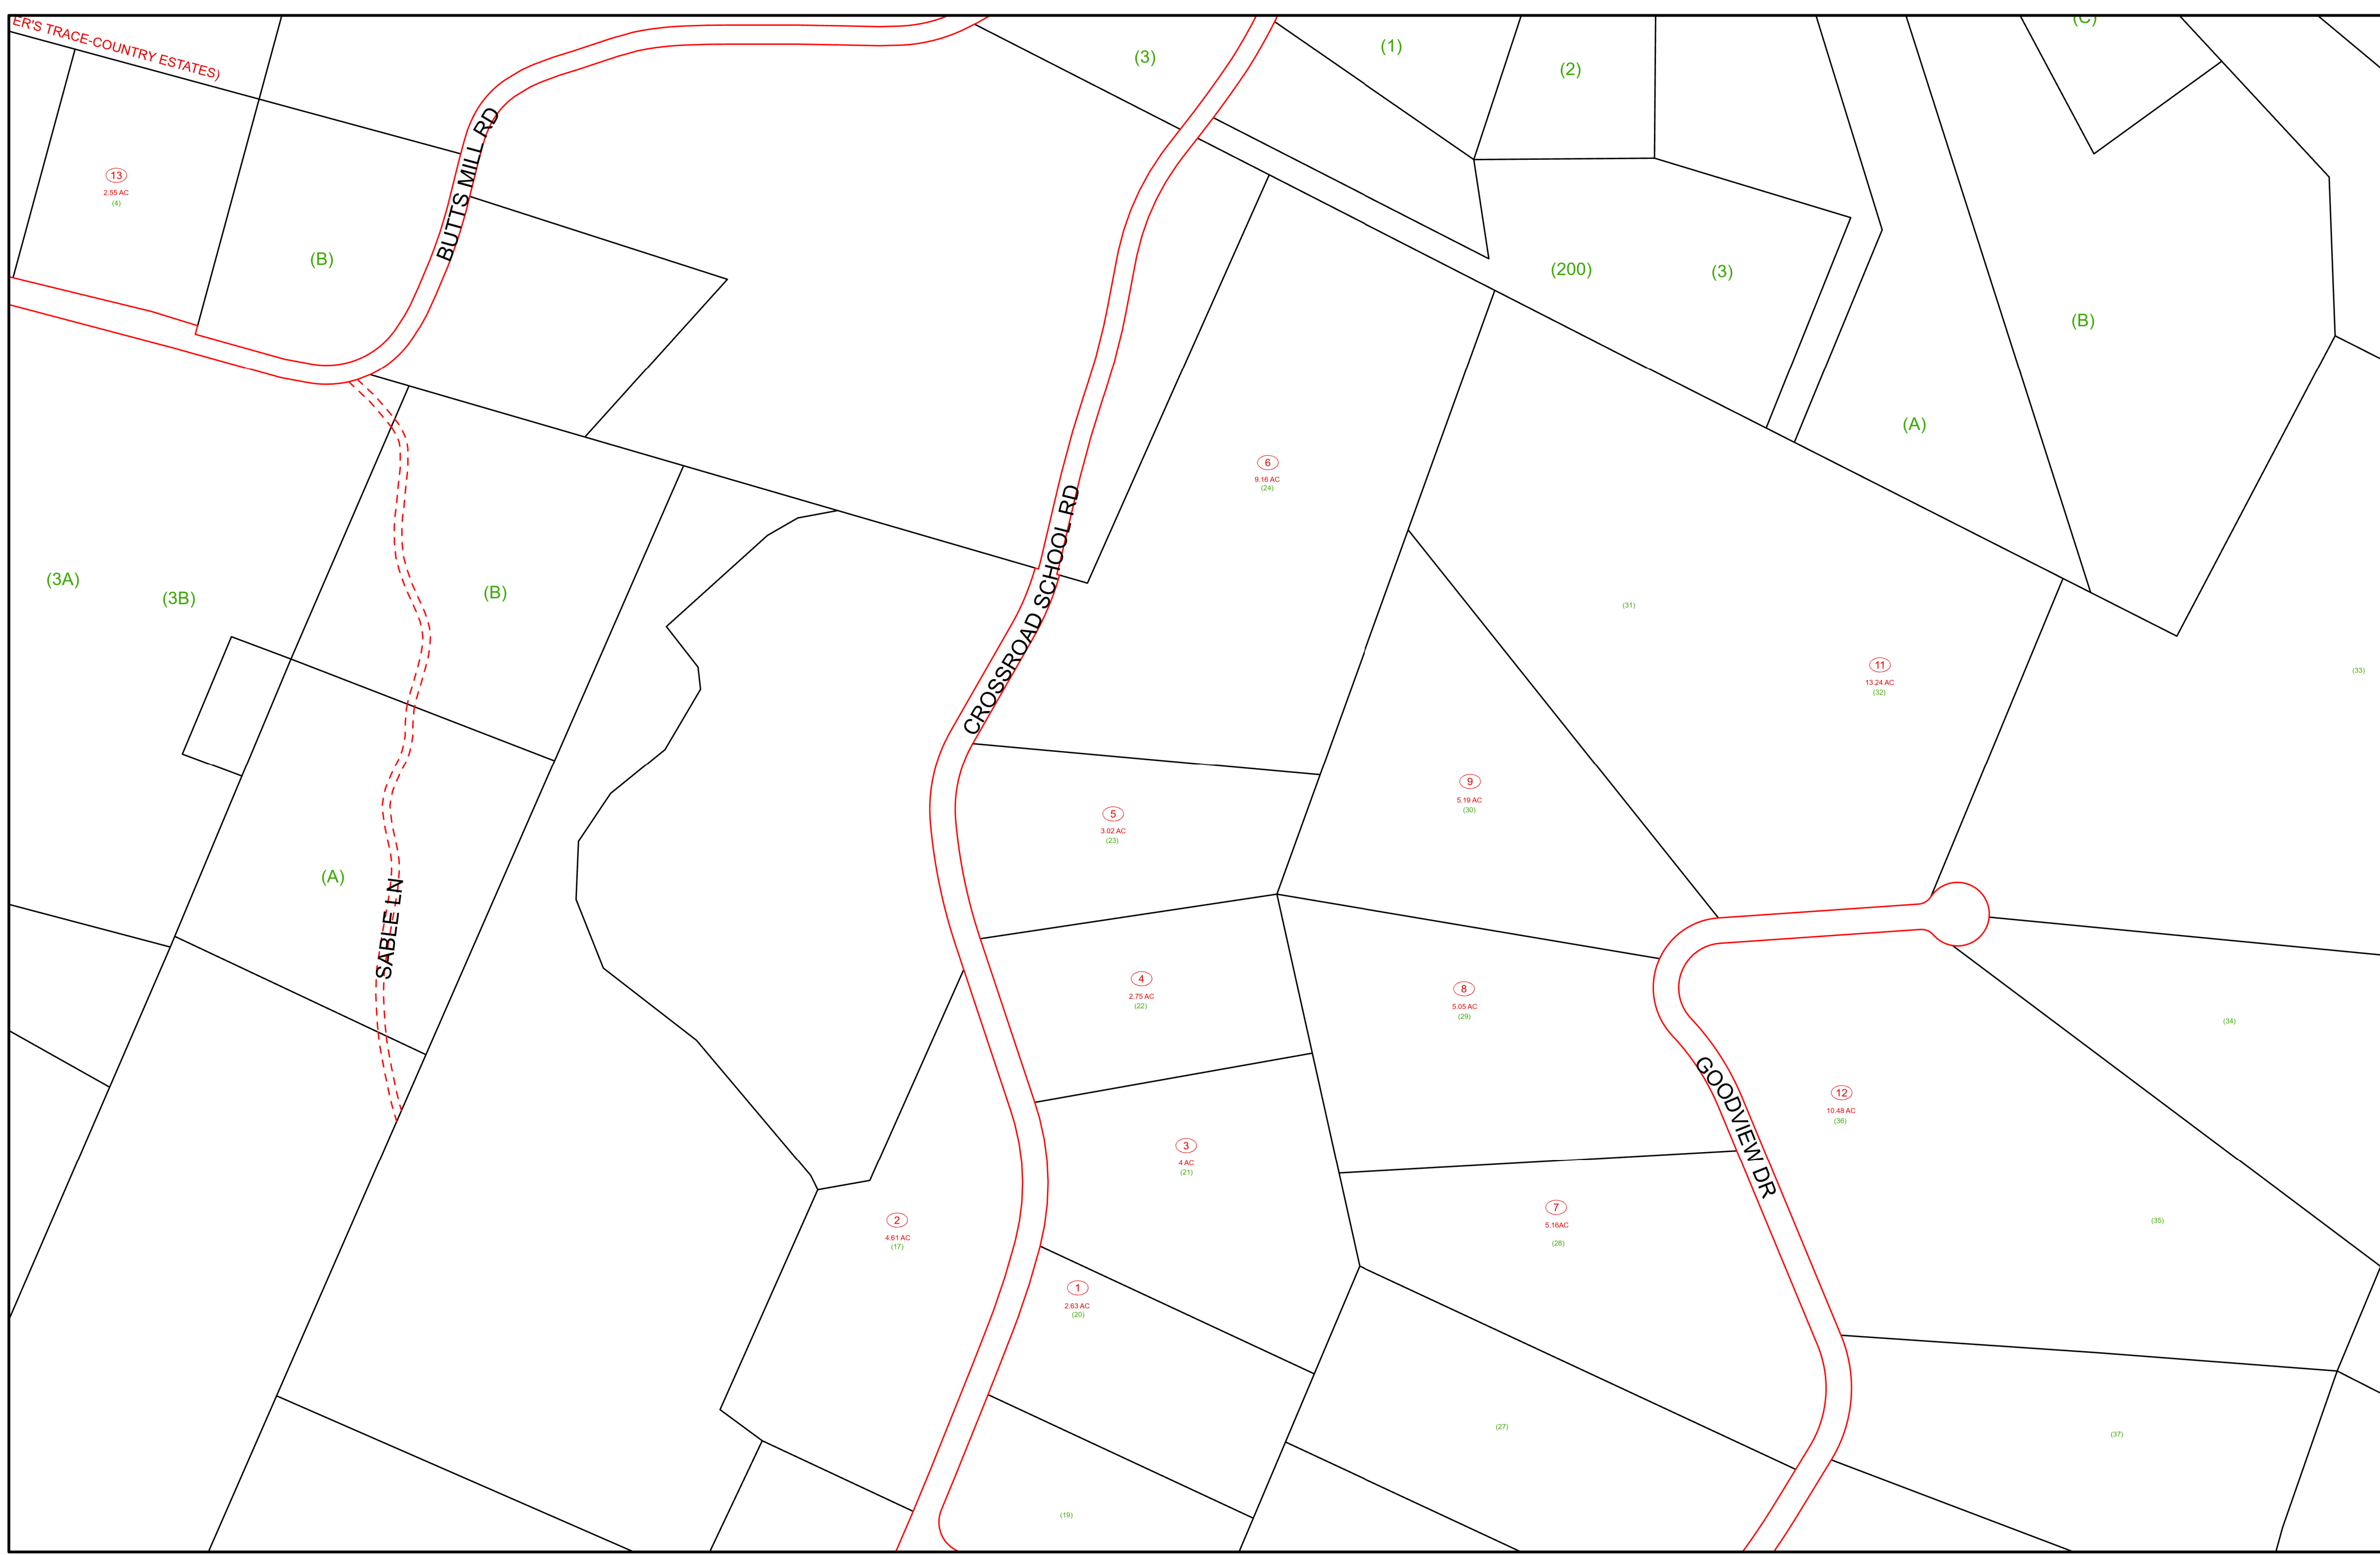 ER'S TRACE-COUNTRY ESTATES)
(C)
(3)
(1)
(2)
BUTTS MILL RD
13
2.55 AC
(4)
(B)
(200)
(3)
(B)
(A)
6
9.16 AC
(24)
CROSSROAD SCHOOL RD
(3A)
(3B)
(B)
(31)
11
13.24 AC
(32)
(33)
9
5.19 AC
(30)
5
3.02 AC
(23)
(A)
SABLE LN
4
2.75 AC
(22)
8
5.05 AC
(29)
(34)
GOODVIEW DR
12
10.48 AC
(36)
3
4 AC
(21)
7
5.16AC
(28)
2
4.61 AC
(17)
(35)
1
2.63 AC
(20)
(27)
(37)
(19)